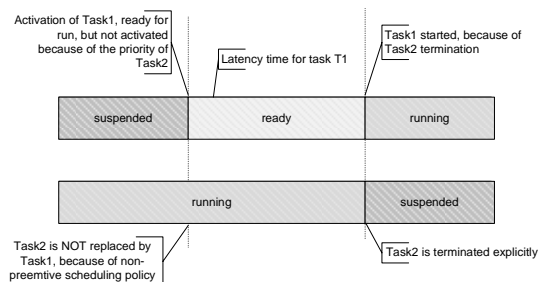 Activation of Task1, ready for
run, but not activated
because of the priority of
Task2
Latency time for task T1
Task1 started, because of
Task2 termination
suspended
ready
running
running
suspended
Task2 is NOT replaced by
Task1, because of non-
preemtive scheduling policy
Task2 is terminated explicitly